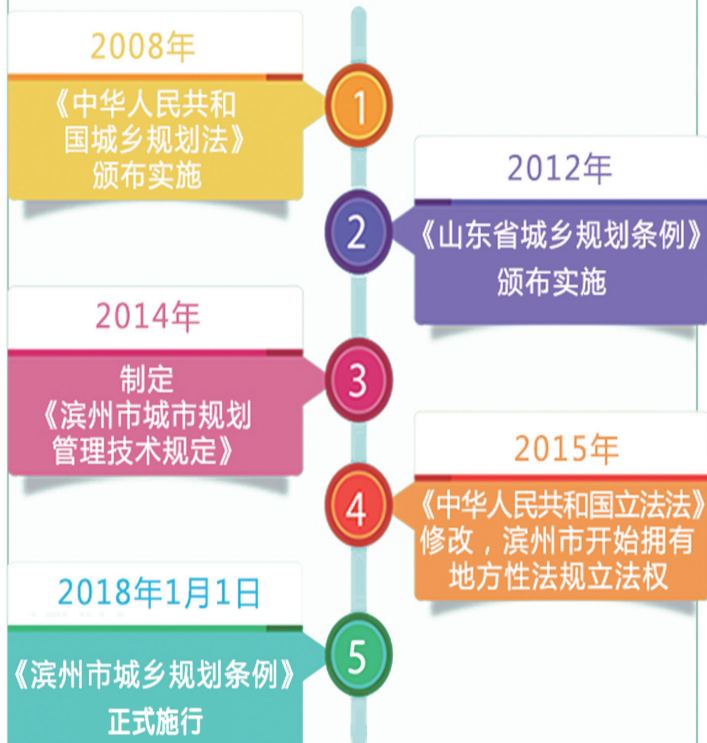 2008年
1
《中华人民共和
国城乡规划法》
颁布实施
2012年
2
《山东省城乡规划条例》
颁布实施
2014年
3
制定
《滨州市城市规划
管理技术规定》
2015年
4
《中华人民共和国立法法》
修改，滨州市开始拥有
地方性法规立法权
2018年1月1日
5
《滨州市城乡规划条例》
正式施行